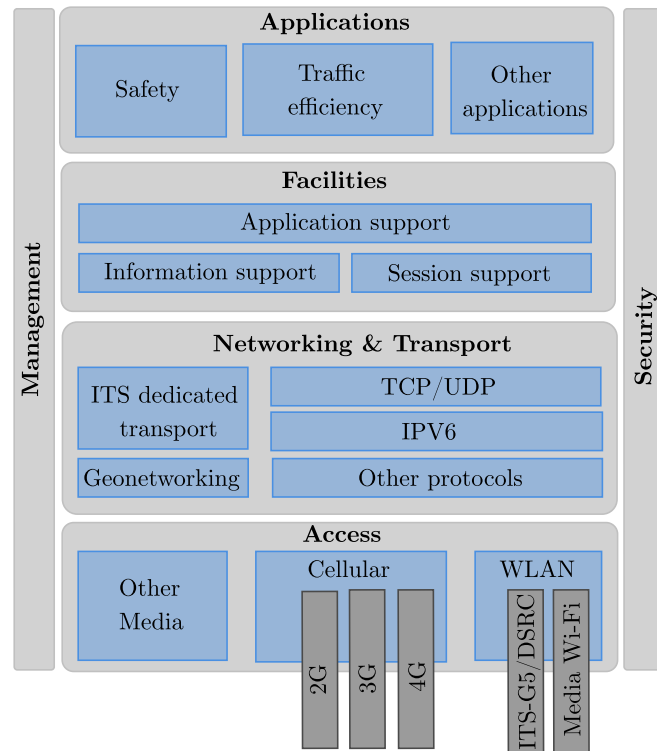 Management
Applications
Safety
Traffic
efficiency
Other
applications
Facilities
Application support
Information support
Session support
Networking & Transport
ITS dedicated
transport
TCP/UDP
IPV6
Geonetworking
Other protocols
Access
Other
Media
Cellular
2G
3G
4G
WLAN
ITS-G5/DSRC
Media Wi-Fi
Security